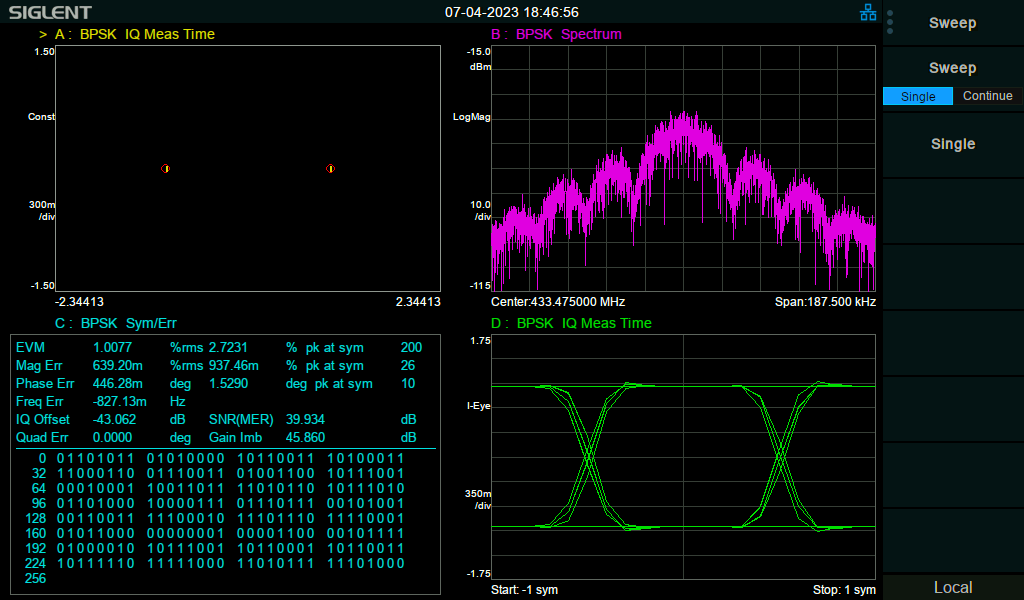 SIGLENT 07-04-2023 18:46:56
Sweep
> A : BPSK IQ Meas Time
1.50
Const
300m
/div
-1.50
-2.34413 2.34413
B : BPSK Spectrum
-15.0
dBm
LogMag
10.0
/div
-115
Center:433.475000 MHz Span:187.500 kHz
Sweep
Single Continue
Single
C : BPSK Sym/Err
EVM 1.0077 %rms 2.7231 % pk at sym 200
Mag Err 639.20m %rms 937.46m % pk at sym 26
Phase Err 446.28m deg 1.5290 deg pk at sym 10
Freq Err -827.13m Hz
IQ Offset -43.062 dB SNR(MER) 39.934 dB
Quad Err 0.0000 deg Gain Imb 45.860 dB
0 01101011 01010000 10110011 10100011
32 11000110 01110011 01001100 10111001
64 00010001 10011011 11010110 10111010
96 01101000 10000011 01110111 00101001
128 00110011 11100010 11101110 11110001
160 01011011 01000001 00001100 00101111
192 01000010 10111001 11010001 10110011
224 10111110 11111000 11010111 11101000
256
D : BPSK IQ Meas Time
1.75
I-Eye
350m
/div
-1.75
Start: -1 sym Stop: 1 sym
Local